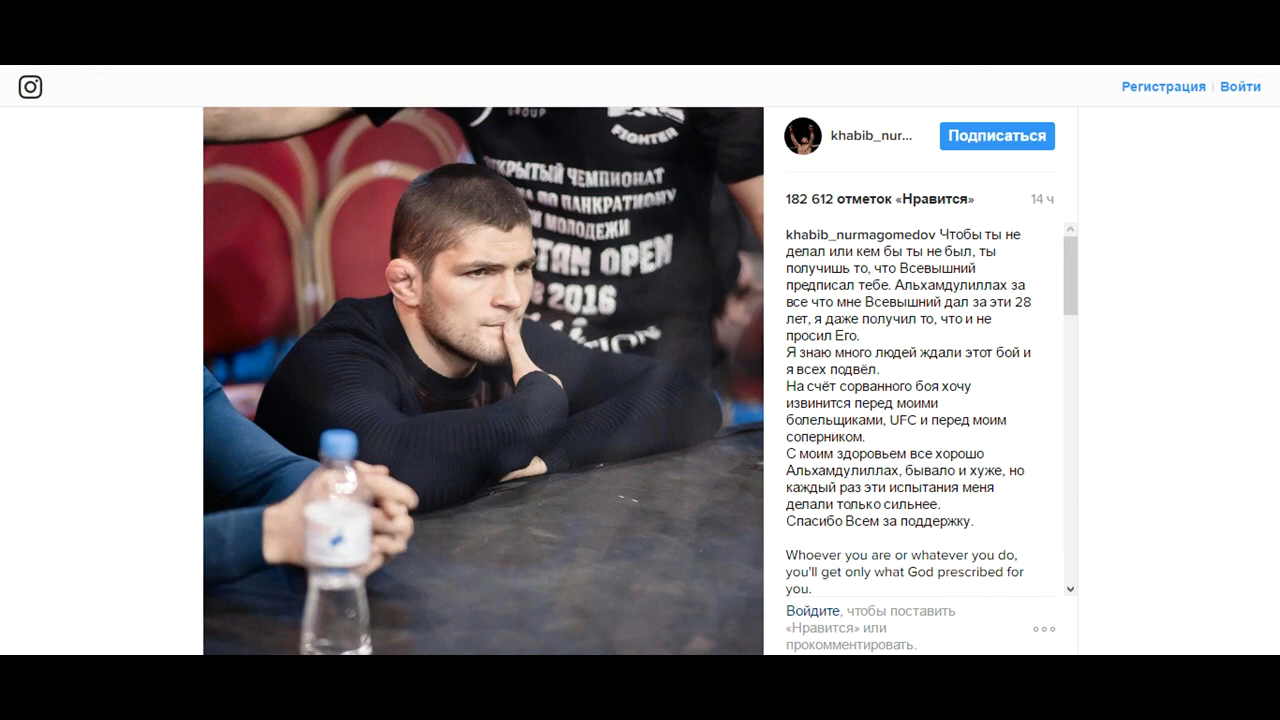 Регистрация | Войти
GROUP
FIGHTER
ОТКРЫТЫЙ ЧЕМПИОНАТ
ПО ПАНКРАТИОНУ
И МОЛОДЕЖИ
OPEN
2016
khabib_nur...
Подписаться
182 612 отметок «Нравится»
14 ч
khabib_nurmagomedov Чтобы ты не
делал или кем бы ты не был, ты
получишь то, что Всевышний
предписал тебе. Альхамдулиллах за
все что мне Всевышний дал за эти 28
лет, я даже получил то, что и не
просил Его.
Я знаю много людей ждали этот бой и
я всех подвёл.
На счёт сорванного боя хочу
извинится перед моими
болельщиками, UFC и перед моим
соперником.
С моим здоровьем все хорошо
Альхамдулиллах, бывало и хуже, но
каждый раз эти испытания меня
делали только сильнее.
Спасибо Всем за поддержку.
Whoever you are or whatever you do,
you'll get only what God prescribed for
you.
Войдите, чтобы поставить
«Нравится» или
прокомментировать.